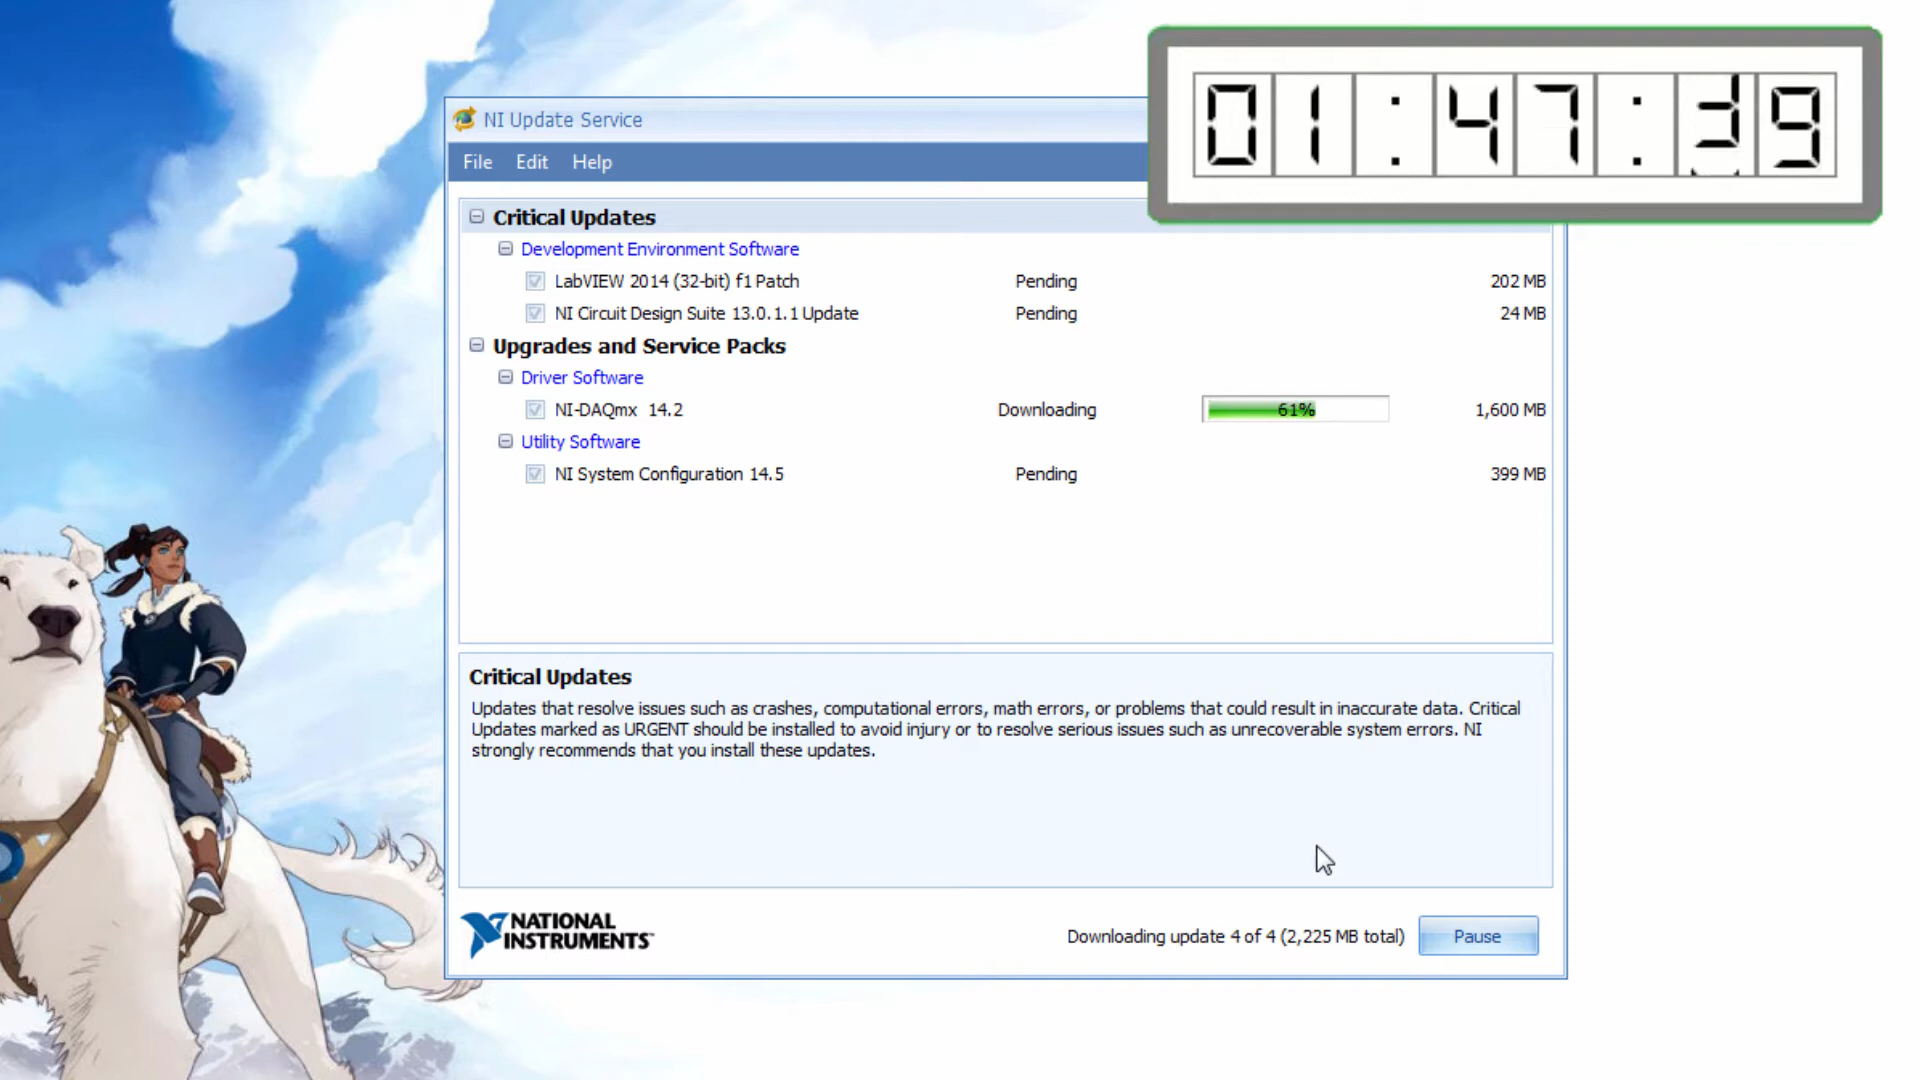 01:47:39
NI Update Service
File Edit Help
Critical Updates
Development Environment Software
LabVIEW 2014 (32-bit) f1 Patch Pending 202 MB
NI Circuit Design Suite 13.0.1.1 Update Pending 24 MB
Upgrades and Service Packs
Driver Software
NI-DAQmx 14.2 Downloading 61% 1,600 MB
Utility Software
NI System Configuration 14.5 Pending 399 MB
Critical Updates
Updates that resolve issues such as crashes, computational errors, math errors, or problems that could result in inaccurate data. Critical
Updates marked as URGENT should be installed to avoid injury or to resolve serious issues such as unrecoverable system errors. NI
strongly recommends that you install these updates.
NATIONAL
INSTRUMENTS™
Downloading update 4 of 4 (2,225 MB total) Pause